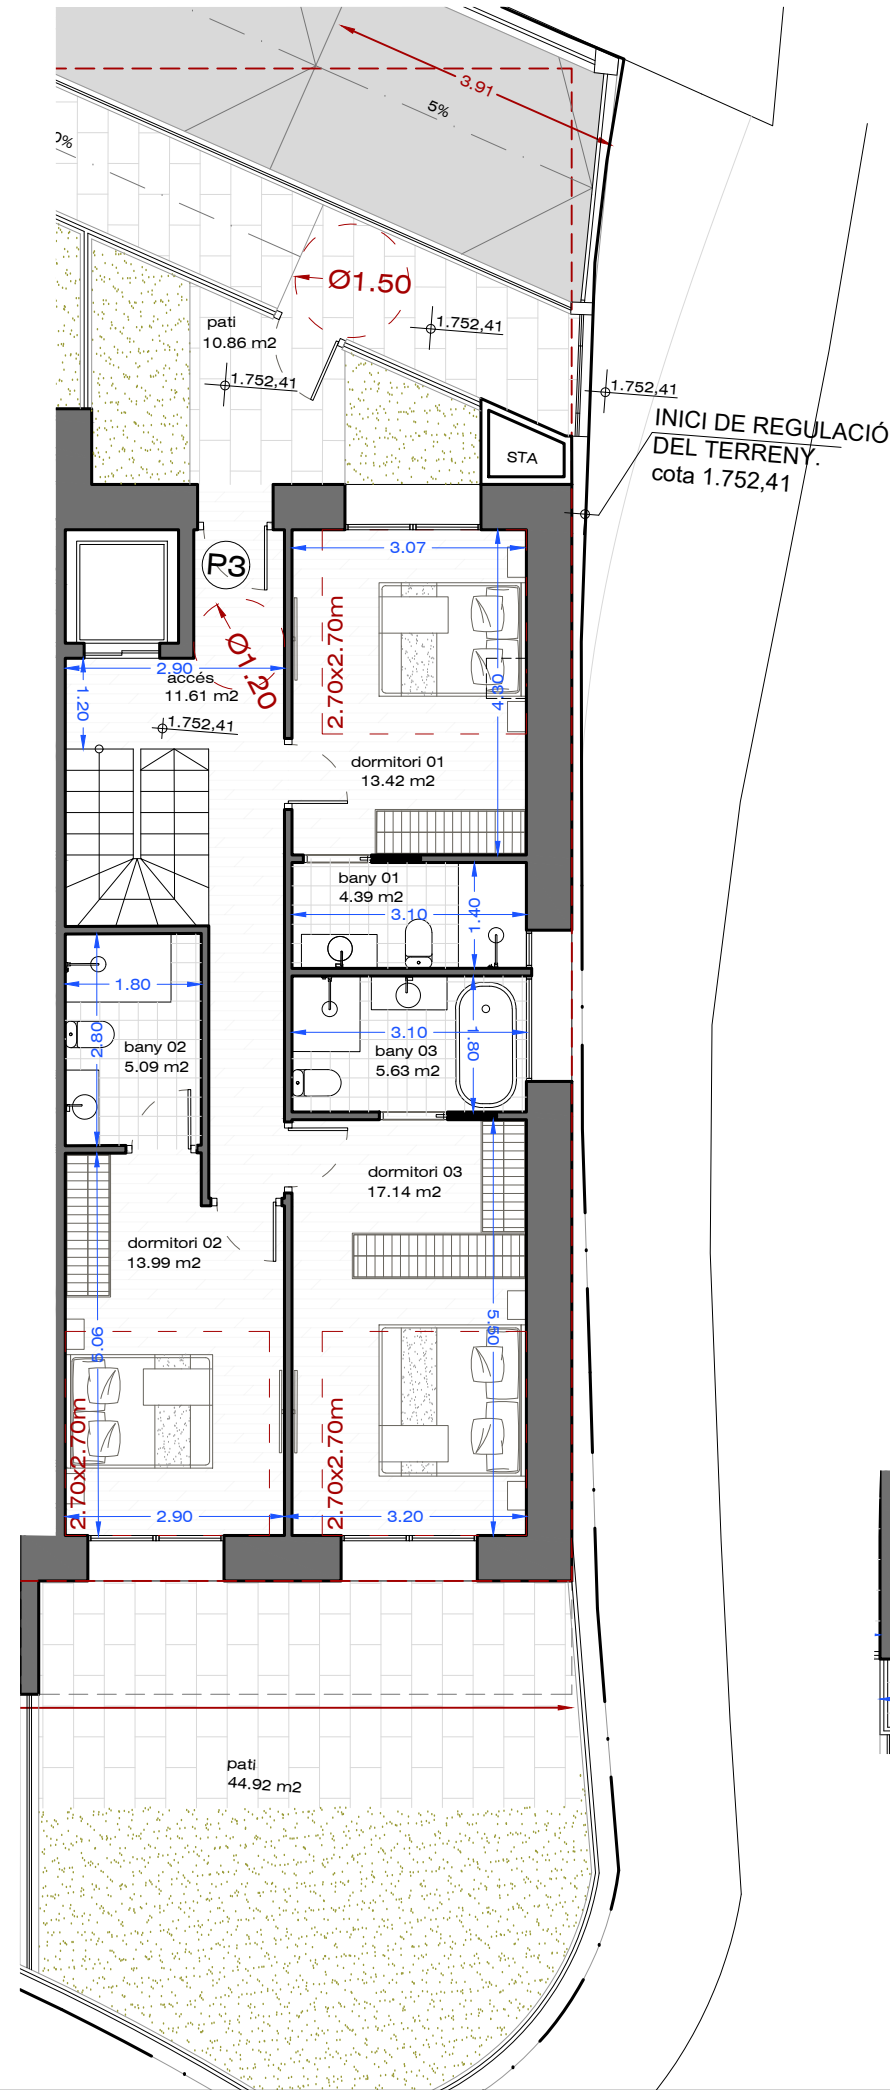 3.91
5%
0%
Ø1.50
pati
10.86 m2
1.752,41
1.752,41
1.752,41
INICI DE REGULACIÓ
DEL TERRENY.
cota 1.752,41
STA
P3
3.07
2.70x2.70m
Ø1.20
2.90
accés
11.61 m2
1.20
4.30
1.752,41
dormitori 01
13.42 m2
bany 01
4.39 m2
3.10
1.40
1.80
2.80
bany 02
5.09 m2
3.10
bany 03
5.63 m2
1.80
dormitori 03
17.14 m2
dormitori 02
13.99 m2
5.06
5.50
2.70x2.70m
2.70x2.70m
2.90
3.20
pati
44.92 m2